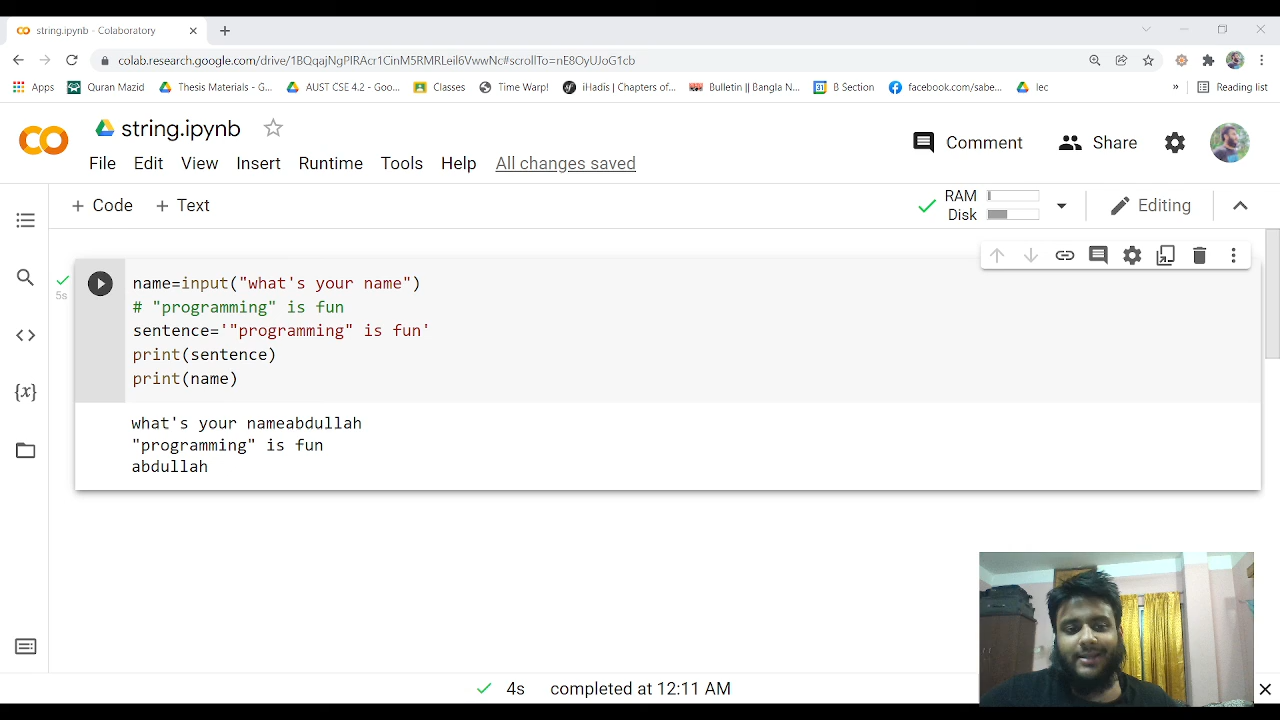 string.ipynb - Colaboratory
colab.research.google.com/drive/1BQqajNgPIRAcr1CinM5RMRLeil6VwwNc#scrollTo=nE8OyUJoG1cb
Apps QuranMazid Thesis Materials - G... AUST CSE 4.2 - Goo... Classes Time Warp! iHadis | Chapters of... Bulletin || Bangla N... B Section facebook.com/sabe... lec » Reading list
string.ipynb
Comment Share
File Edit View Insert Runtime Tools Help All changes saved
+ Code + Text
RAM
Disk
Editing
name=input("what's your name")
5s
# "programming" is fun
sentence='"programming" is fun'
print(sentence)
print(name)
{x}
what's your nameabdullah
"programming" is fun
abdullah
4s completed at 12:11 AM